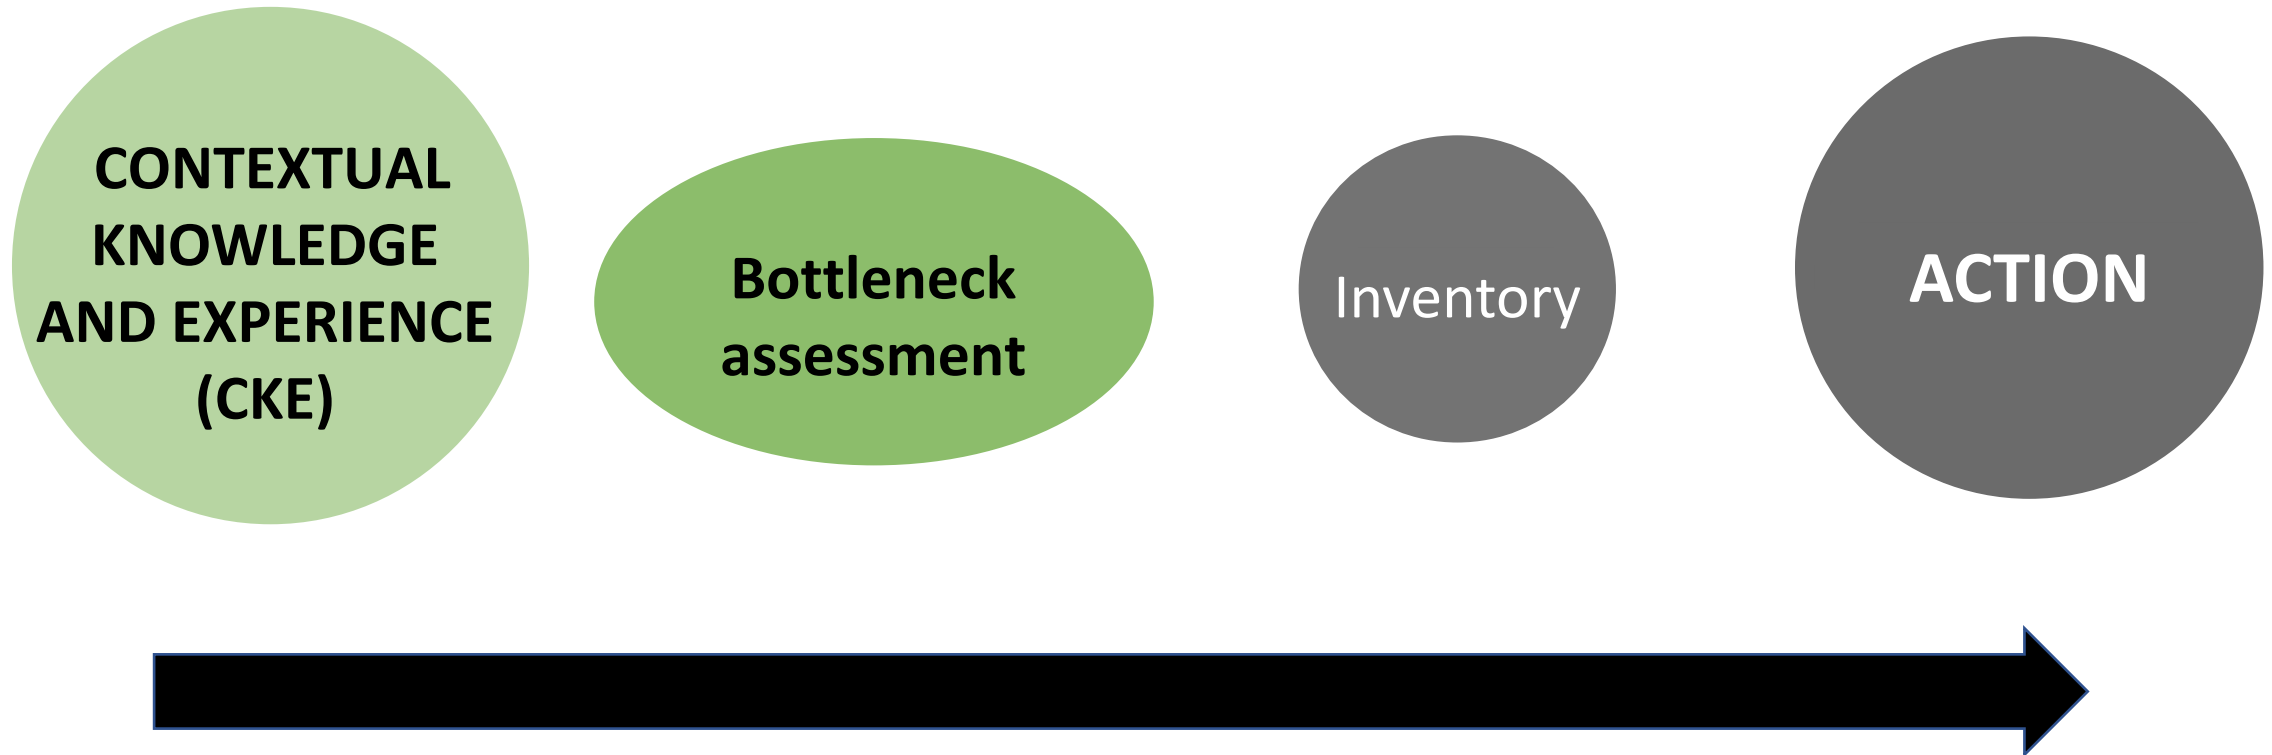 CONTEXTUAL
KNOWLEDGE
AND EXPERIENCE
(CKE)
Bottleneck
assessment
Inventory
ACTION